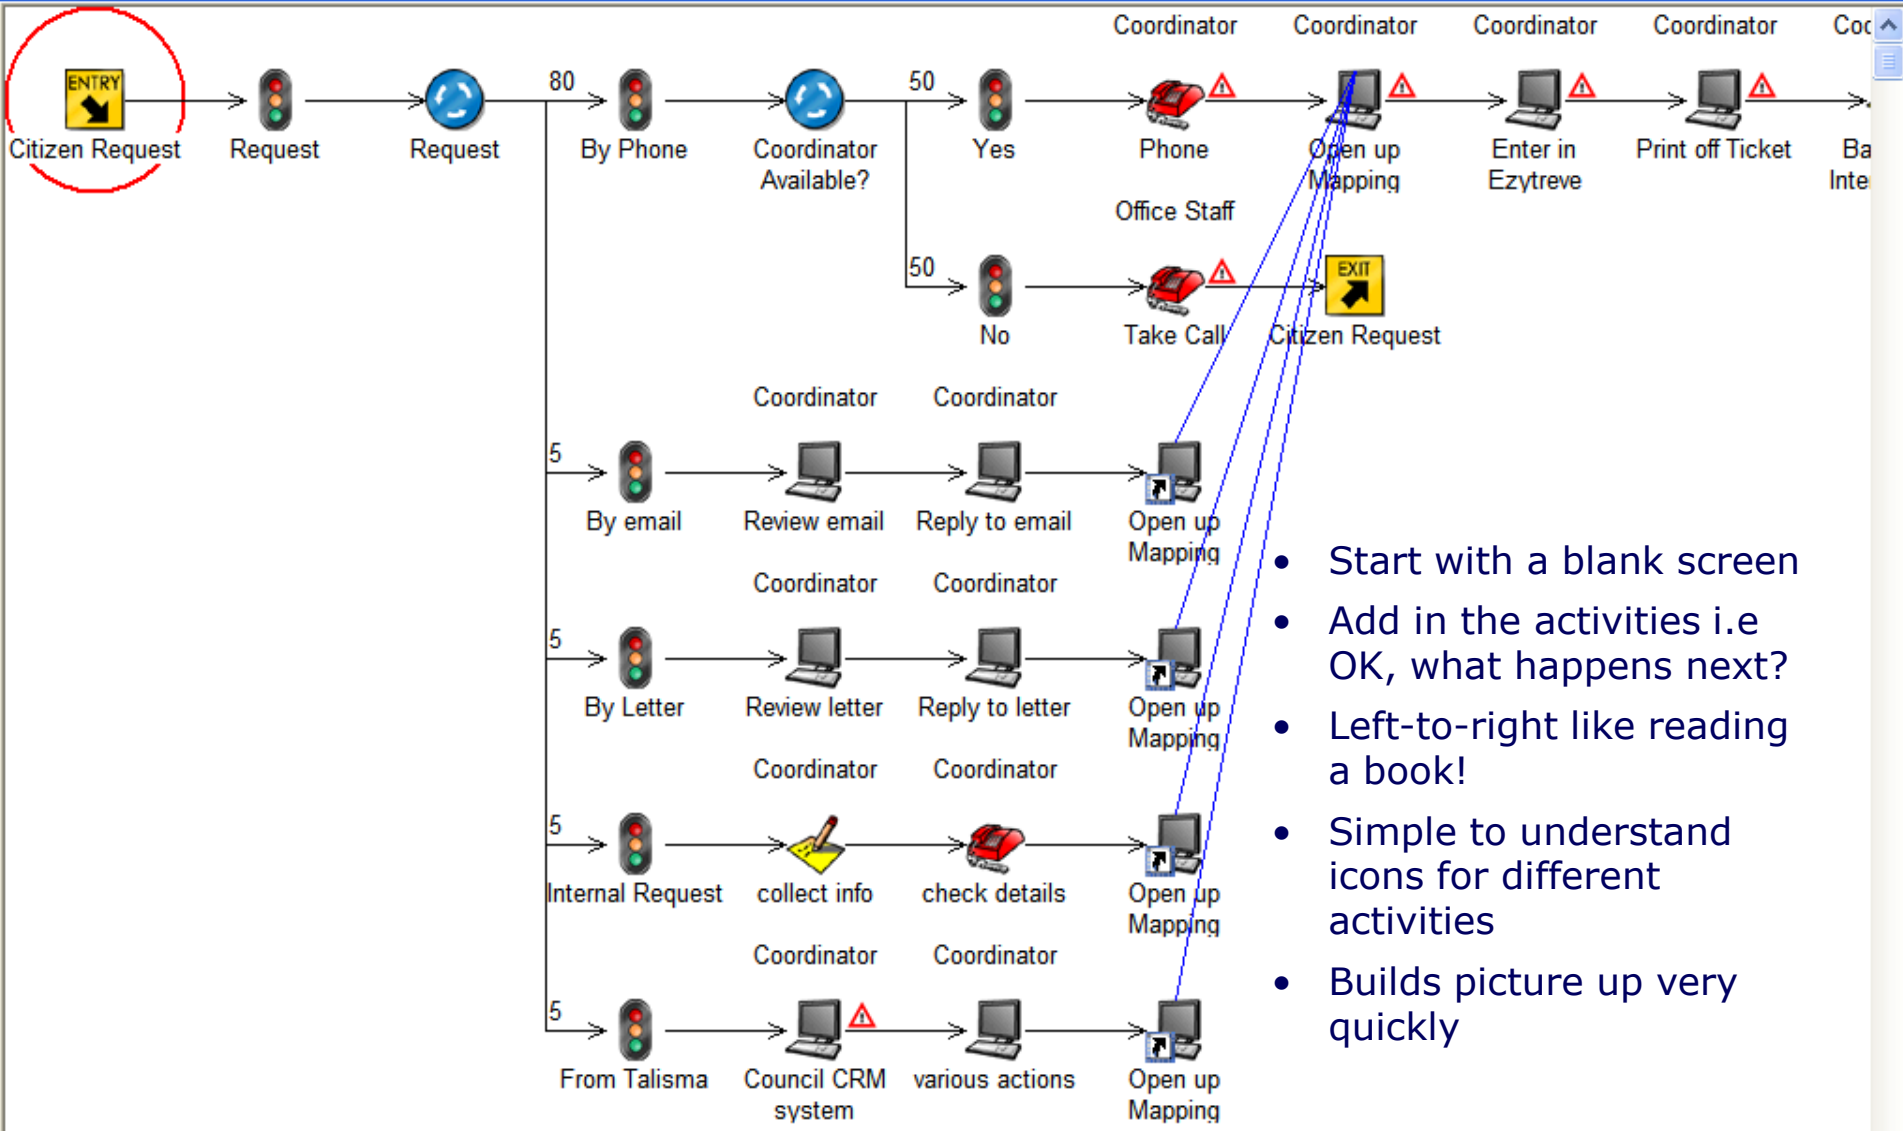 Coordinator Coordinator Coordinator Coordinator
ENTRY 80 50
Citizen Request Request Request By Phone Coordinator Yes Phone Open up Enter in Print off Ticket
Available? Mapping Ezytreve
Office Staff
50 EXIT
No Take Call Citizen Request
Coordinator Coordinator
5
By email Review email Reply to email Open up
Mapping
Coordinator Coordinator
5
By Letter Review letter Reply to letter Open up
Mapping
Coordinator Coordinator
5
Internal Request collect info check details Open up
Mapping
Coordinator Coordinator
5
From Talisma Council CRM various actions Open up
system Mapping
• Start with a blank screen
• Add in the activities i.e
OK, what happens next?
• Left-to-right like reading
a book!
• Simple to understand
icons for different
activities
• Builds picture up very
quickly